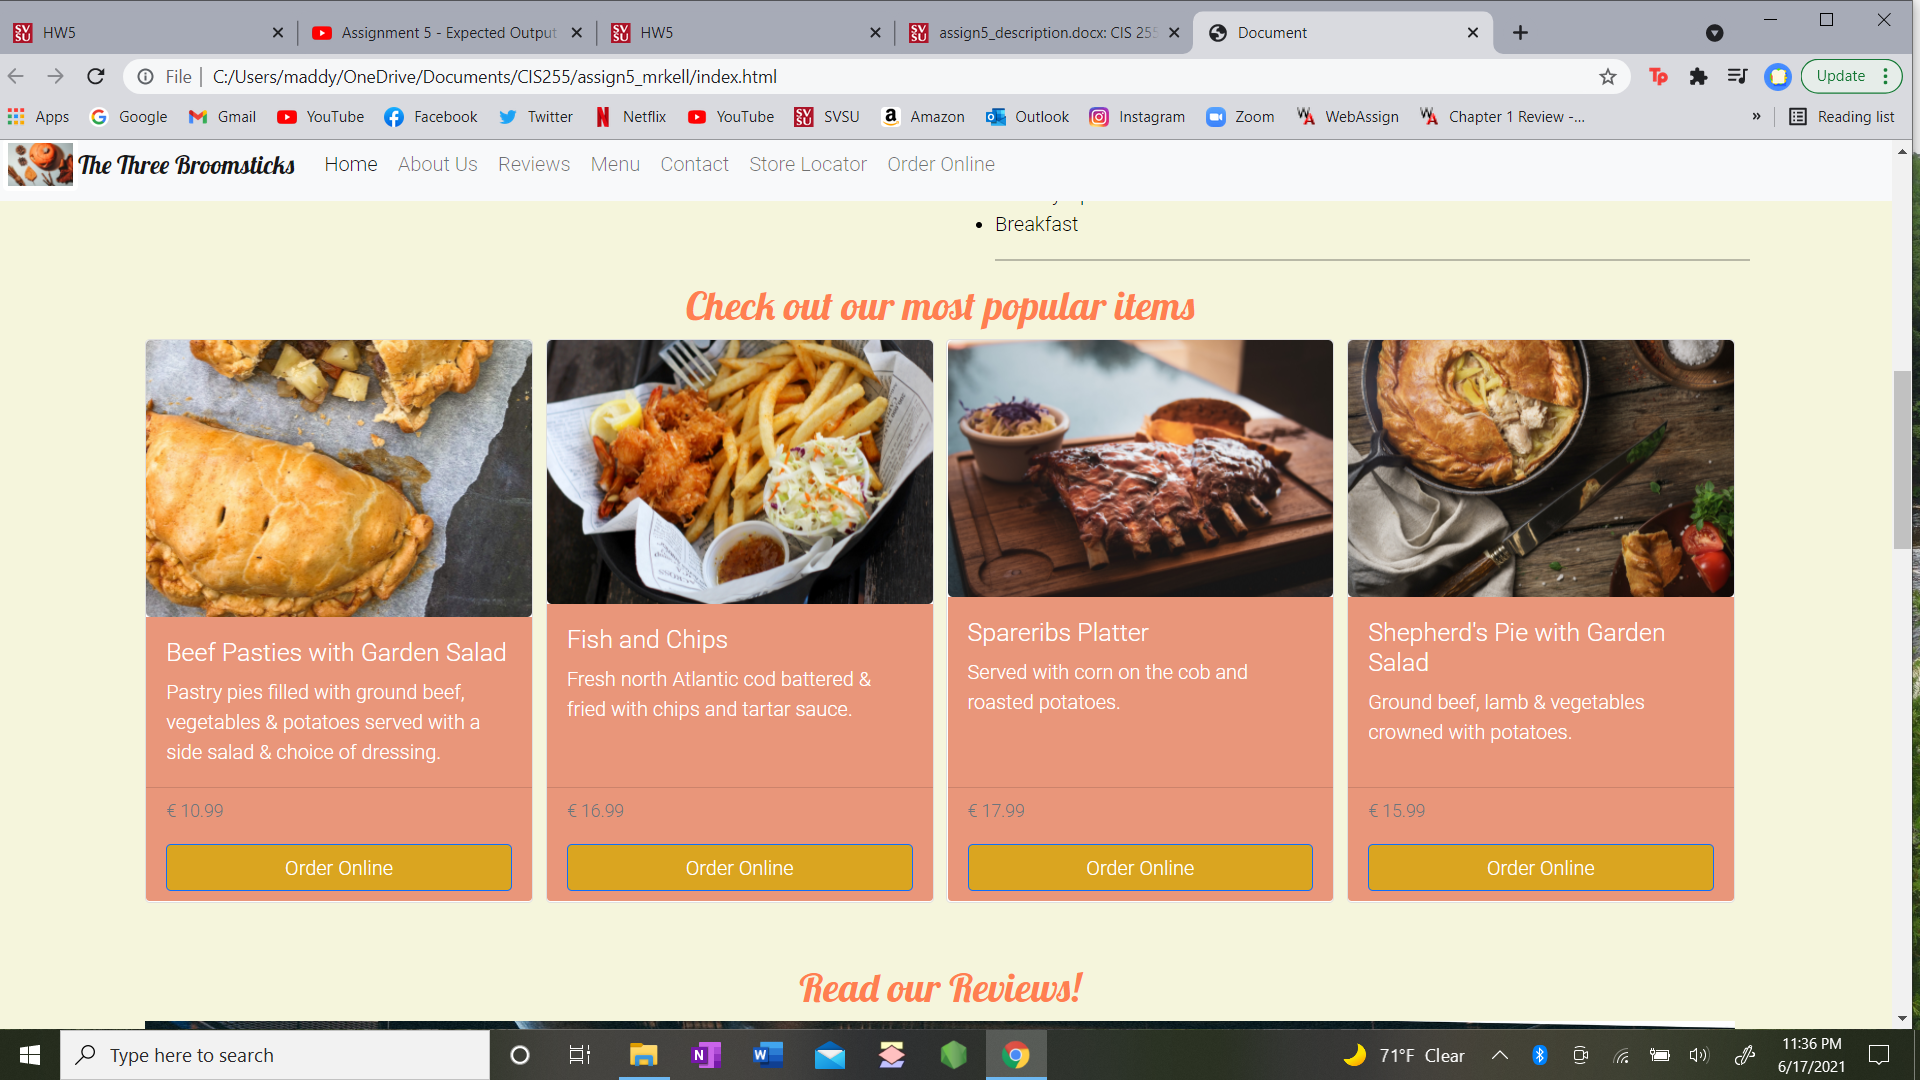 HW5
Assignment 5 - Expected Output
HW5
assign5_description.docx: CIS 255
Document
File
C:/Users/maddy/OneDrive/Documents/CIS255/assign5_mrkell/index.html
Update
Apps
Google
Gmail
YouTube
Facebook
Twitter
Netflix
YouTube
SVSU
Amazon
Outlook
Instagram
Zoom
WebAssign
Chapter 1 Review -...
»
Reading list
The Three Broomsticks
Home
About Us
Reviews
Menu
Contact
Store Locator
Order Online
• Breakfast
Check out our most popular items
Beef Pasties with Garden Salad
Pastry pies filled with ground beef,
vegetables & potatoes served with a
side salad & choice of dressing.
€ 10.99
Order Online
Fish and Chips
Fresh north Atlantic cod battered &
fried with chips and tartar sauce.
€ 16.99
Order Online
Spareribs Platter
Served with corn on the cob and
roasted potatoes.
€ 17.99
Order Online
Shepherd's Pie with Garden
Salad
Ground beef, lamb & vegetables
crowned with potatoes.
€ 15.99
Order Online
Read our Reviews!
Type here to search
71°F Clear
11:36 PM
6/17/2021